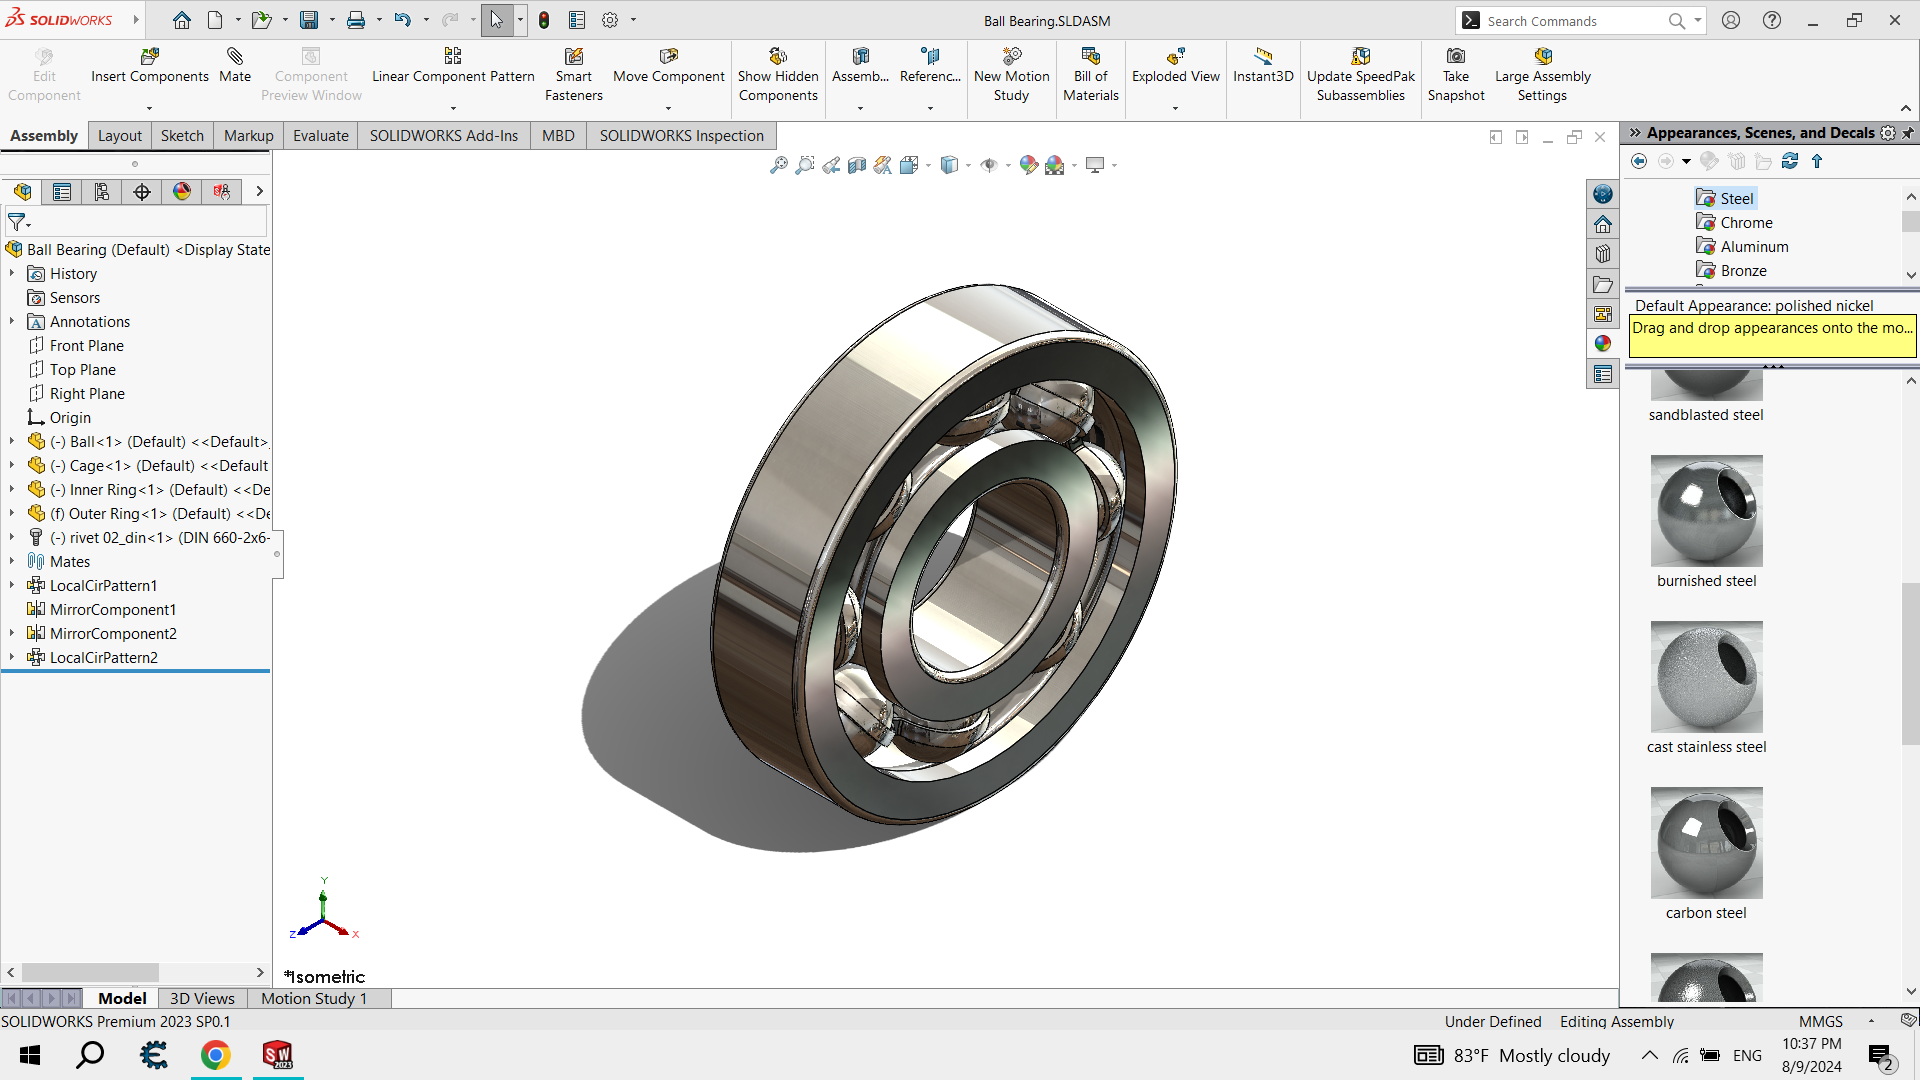 SOLIDWORKS
Ball Bearing.SLDASM
Search Commands
Edit Component
Insert Components
Mate
Component Preview Window
Linear Component Pattern
Smart Fasteners
Move Component
Show Hidden Components
Assemb...
Referenc...
New Motion Study
Bill of Materials
Exploded View
Instant3D
Update SpeedPak Subassemblies
Take Snapshot
Large Assembly Settings
Assembly
Layout
Sketch
Markup
Evaluate
SOLIDWORKS Add-Ins
MBD
SOLIDWORKS Inspection
Ball Bearing (Default) <Display State
History
Sensors
Annotations
Front Plane
Top Plane
Right Plane
Origin
(-) Ball<1> (Default) <<Default>
(-) Cage<1> (Default) <<Default
(-) Inner Ring<1> (Default) <<De
(f) Outer Ring<1> (Default) <<De
(-) rivet 02_din<1> (DIN 660-2x6-
Mates
LocalCirPattern1
MirrorComponent1
MirrorComponent2
LocalCirPattern2
Y
Z
X
*Isometric
Appearances, Scenes, and Decals
Steel
Chrome
Aluminum
Bronze
Default Appearance: polished nickel
Drag and drop appearances onto the mo...
sandblasted steel
burnished steel
cast stainless steel
carbon steel
Model
3D Views
Motion Study 1
SOLIDWORKS Premium 2023 SP0.1
Under Defined
Editing Assembly
MMGS
SW
2023
83°F Mostly cloudy
ENG
10:37 PM
8/9/2024
2